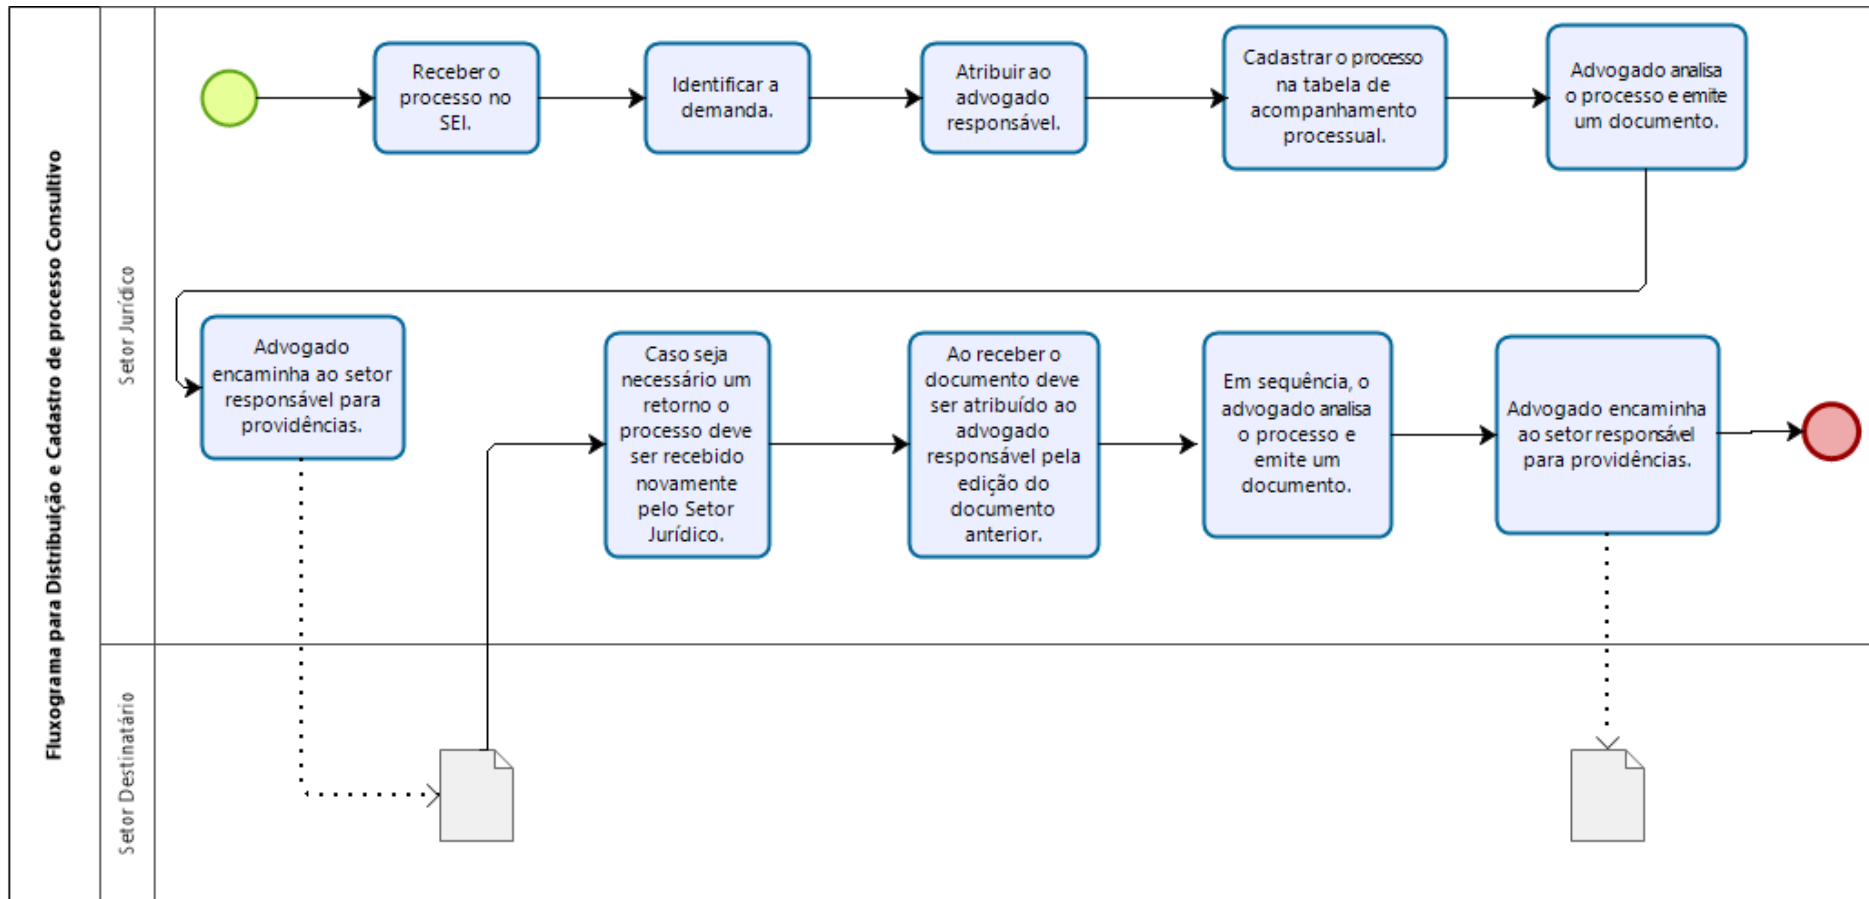 Fluxograma para Distribuição e Cadastro de processo Consultivo
Setor Jurídico
Receber o
processo no
SEI.
Identificar a
demanda.
Atribuir ao
advogado
responsável.
Cadastrar o processo
na tabela de
acompanhamento
processual.
Advogado analisa
o processo e emite
um documento.
Advogado
encaminha ao setor
responsável para
providências.
Caso seja
necessário um
retorno o
processo deve
ser recebido
novamente
pelo Setor
Jurídico.
Ao receber o
documento deve
ser atribuído ao
advogado
responsável pela
edição do
documento
anterior.
Em sequência, o
advogado analisa
o processo e
emite um
documento.
Advogado encaminha
ao setor responsável
para providências.
Setor Destinatário